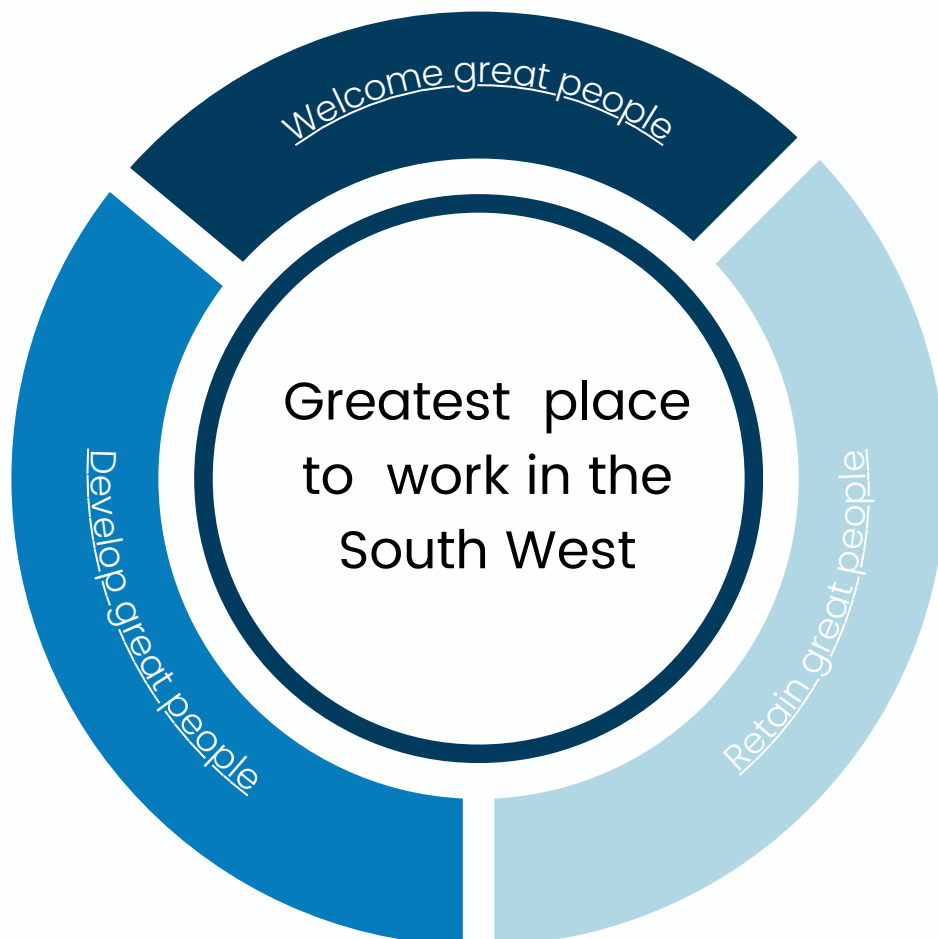 Welcome great people
Greatest place
to work in the
South West
Develop great people
Retain great people